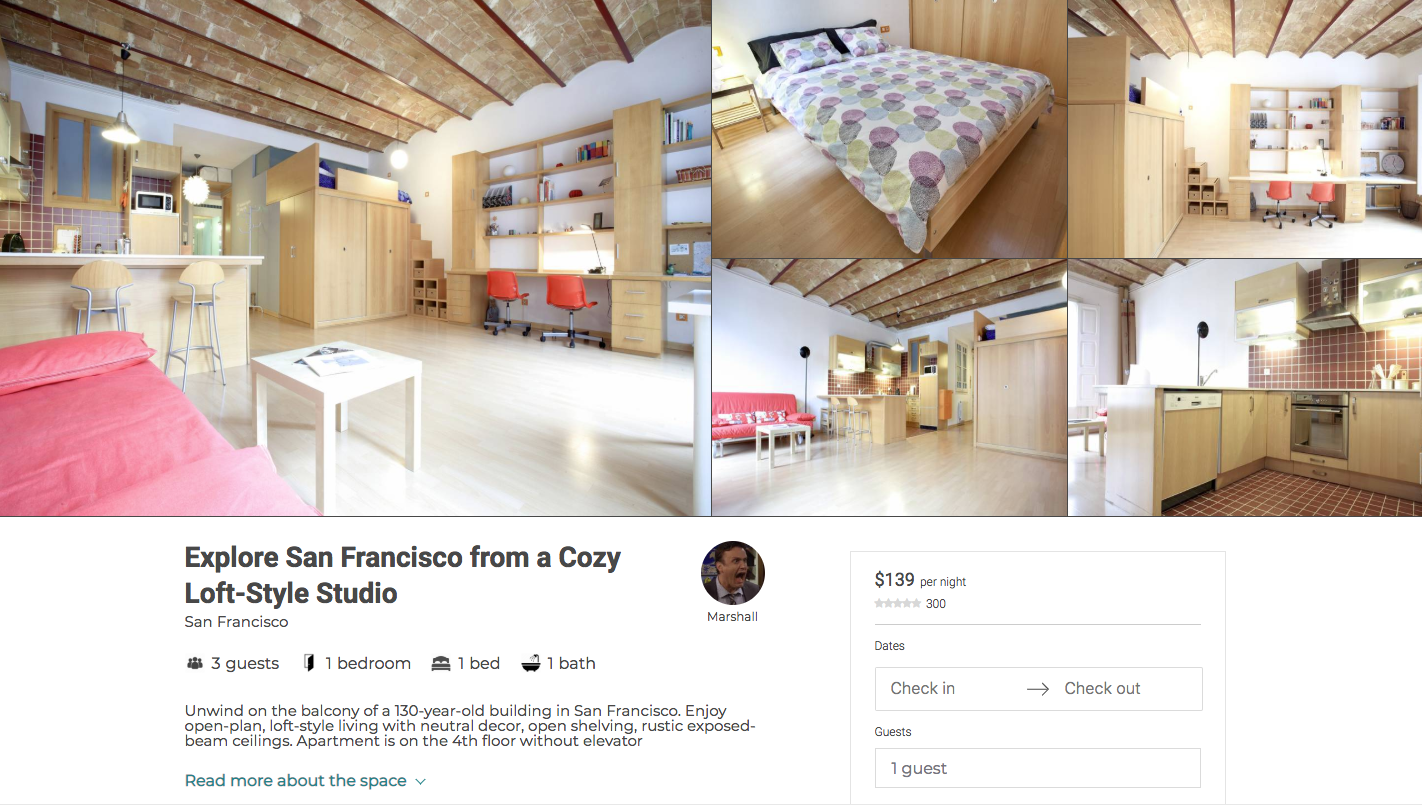 Explore San Francisco from a Cozy
Loft-Style Studio
San Francisco
Marshall
3 guests 1 bedroom 1 bed 1 bath
Unwind on the balcony of a 130-year-old building in San Francisco. Enjoy
open-plan, loft-style living with neutral decor, open shelving, rustic exposed-
beam ceilings. Apartment is on the 4th floor without elevator
Read more about the space
$139 per night
300
Dates
Check in → Check out
Guests
1 guest